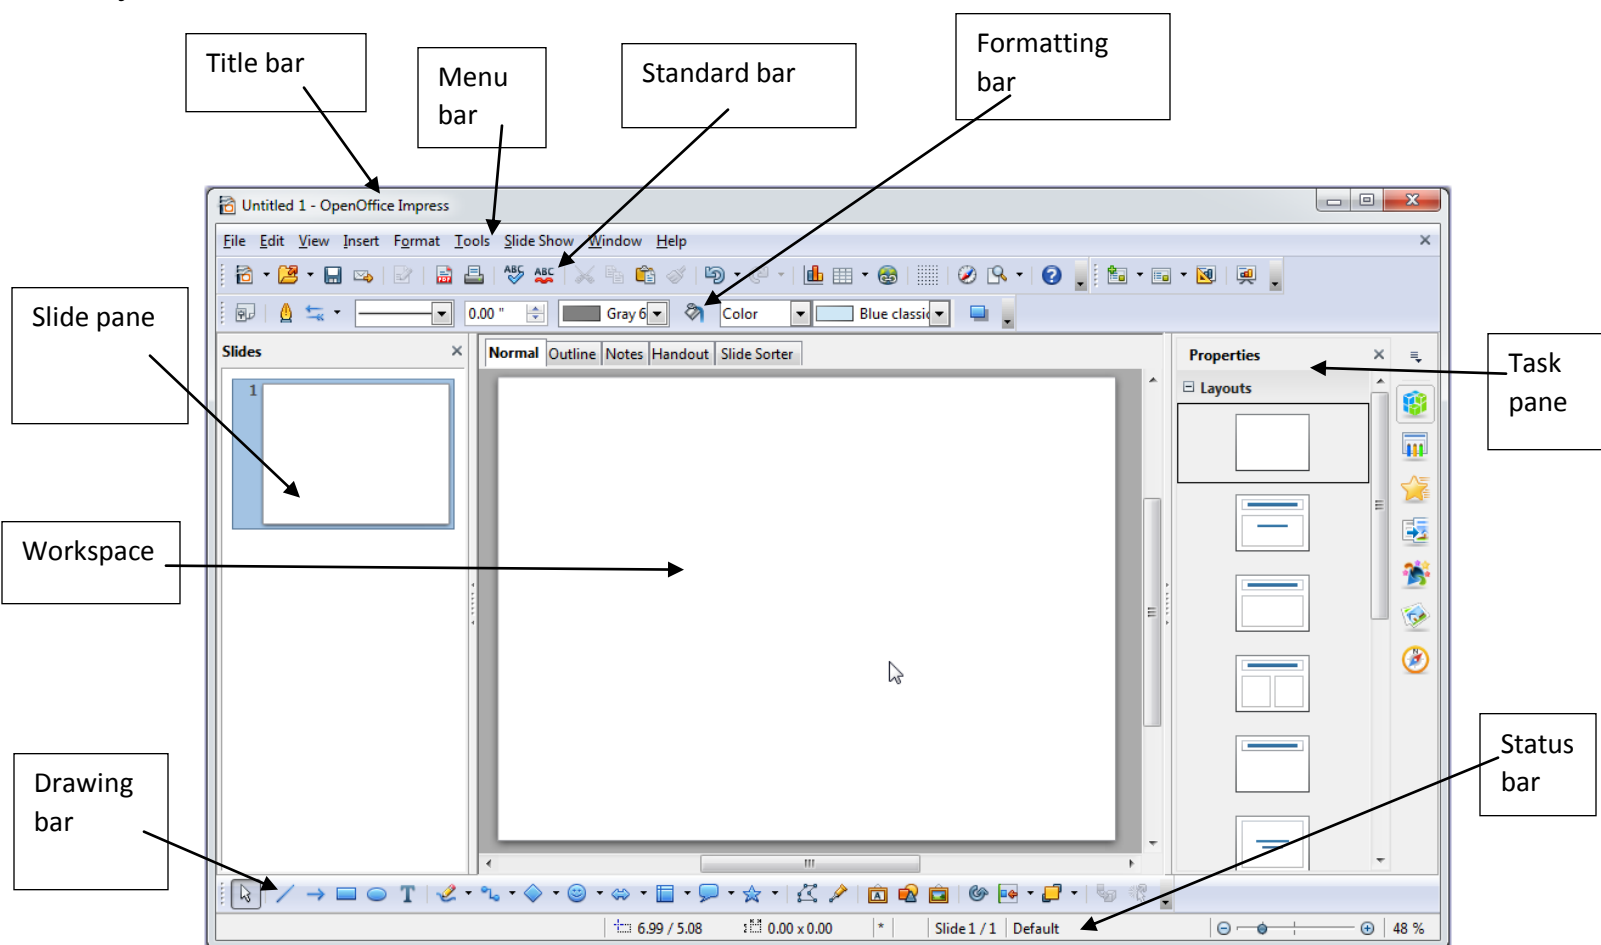 Title bar
Menu
bar
Standard bar
Formatting
bar
Untitled 1 - OpenOffice Impress
File Edit View Insert Format Tools Slide Show Window Help
ABC ABC
0.00 " Gray 6 Color Blue classic
Slide pane
Slides
Normal Outline Notes Handout Slide Sorter
Properties
Layouts
Task
pane
1
Workspace
Drawing
bar
Status
bar
T
A
6.99 / 5.08 0.00 x 0.00 * Slide 1 / 1 Default 48 %